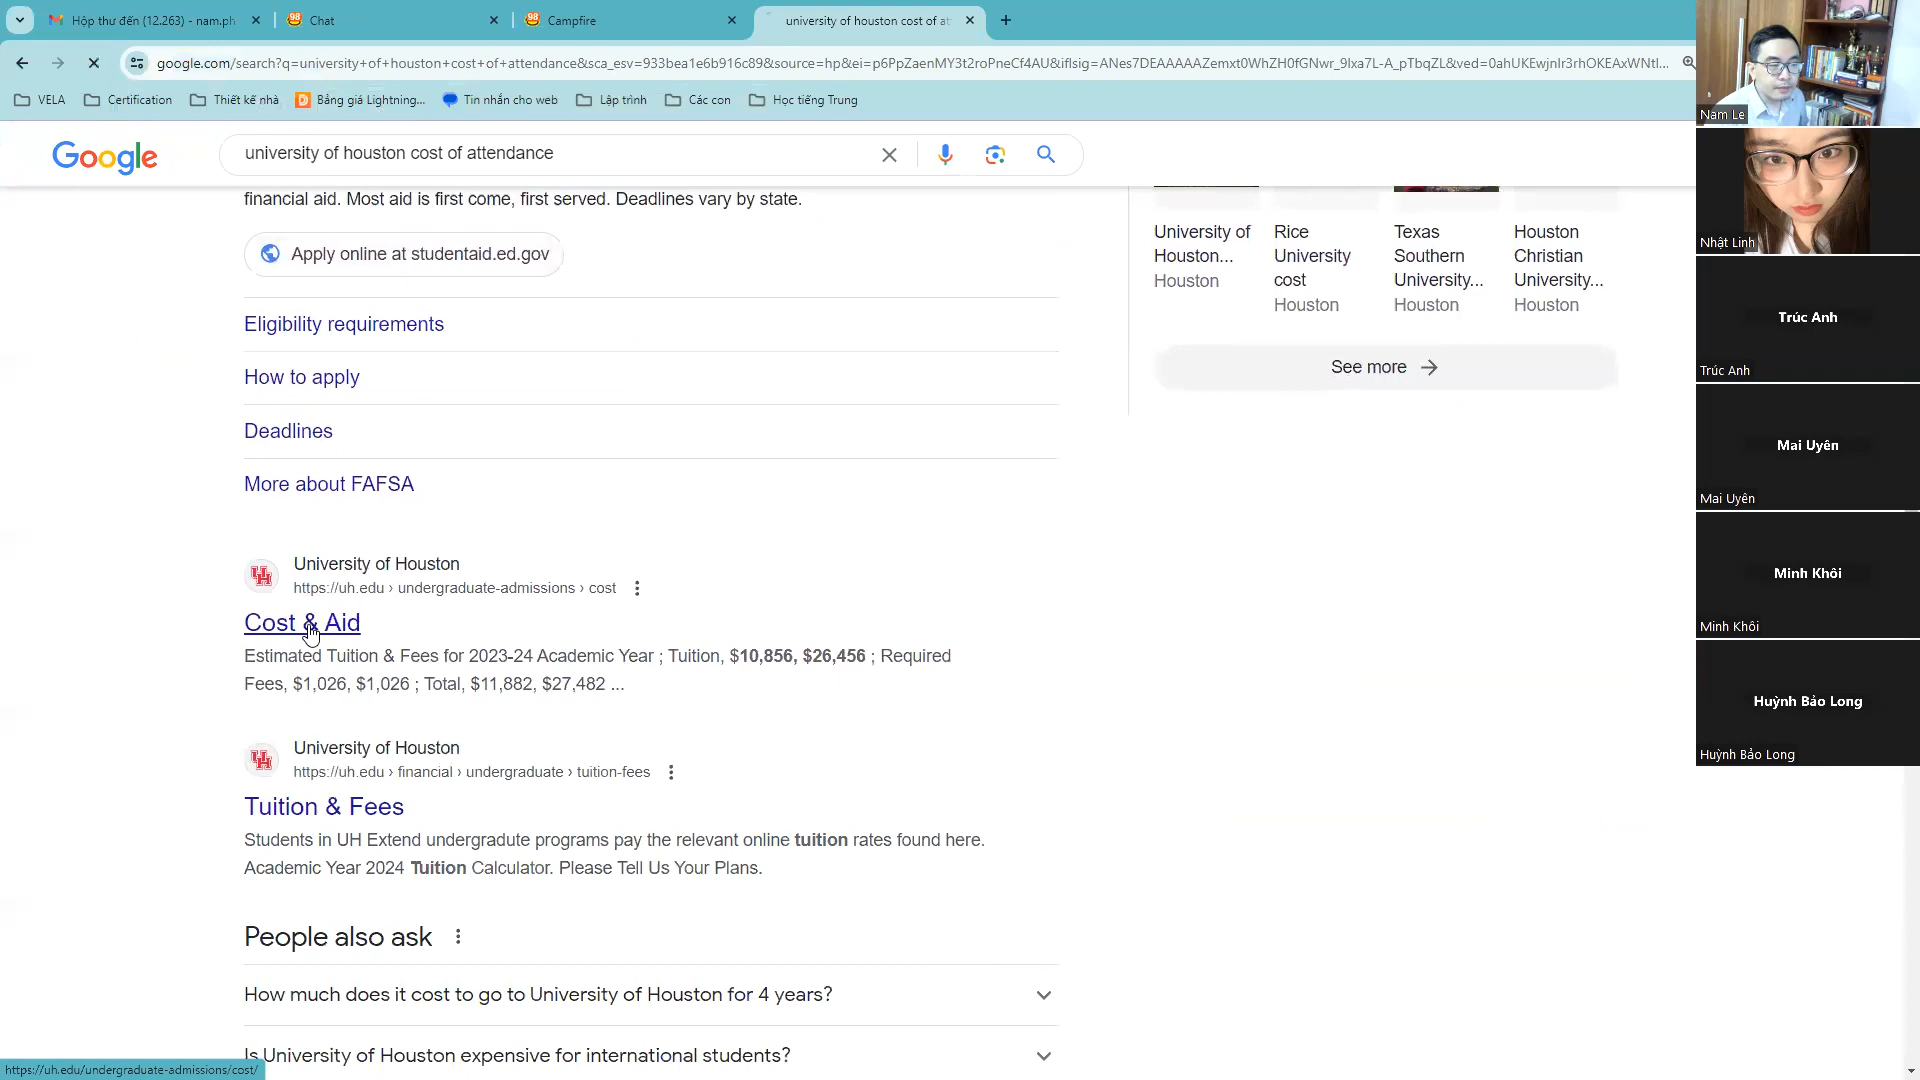 Hộp thư đến (12.263) - nam.ph
Chat
Campfire
university of houston cost of at
google.com/search?q=university+of+houston+cost+of+attendance&sca_esv=933bea1e6b916c89&source=hp&ei=p6PpZaenMY3t2roPneCf4AU&iflsig=ANes7DEAAAAAZemxt0WhZH0fGNwr_9Ixa7L-A_pTbqZL&ved=0ahUKEwjnlr3rhOKEAxWNtl...
VELA
Certification
Thiết kế nhà
Bảng giá Lightning...
Tin nhắn cho web
Lập trình
Các con
Học tiếng Trung
Google
university of houston cost of attendance
financial aid. Most aid is first come, first served. Deadlines vary by state.
Apply online at studentaid.ed.gov
Eligibility requirements
How to apply
Deadlines
More about FAFSA
University of Houston
https://uh.edu › undergraduate-admissions › cost
Cost & Aid
Estimated Tuition & Fees for 2023-24 Academic Year ; Tuition, $10,856, $26,456 ; Required
Fees, $1,026, $1,026 ; Total, $11,882, $27,482 ...
University of Houston
https://uh.edu › financial › undergraduate › tuition-fees
Tuition & Fees
Students in UH Extend undergradute programs pay the relevant online tuition rates found here.
Academic Year 2024 Tuition Calculator. Please Tell Us Your Plans.
People also ask
How much does it cost to go to University of Houston for 4 years?
Is University of Houston expensive for international students?
https://uh.edu/undergraduate-admissions/cost/
University of
Houston...
Houston
Rice
University
cost
Houston
Texas
Southern
University...
Houston
Houston
Christian
University...
Houston
See more
Nam Le
Nhật Linh
Trúc Anh
Trúc Anh
Mai Uyên
Mai Uyên
Minh Khôi
Minh Khôi
Huỳnh Bảo Long
Huỳnh Bảo Long